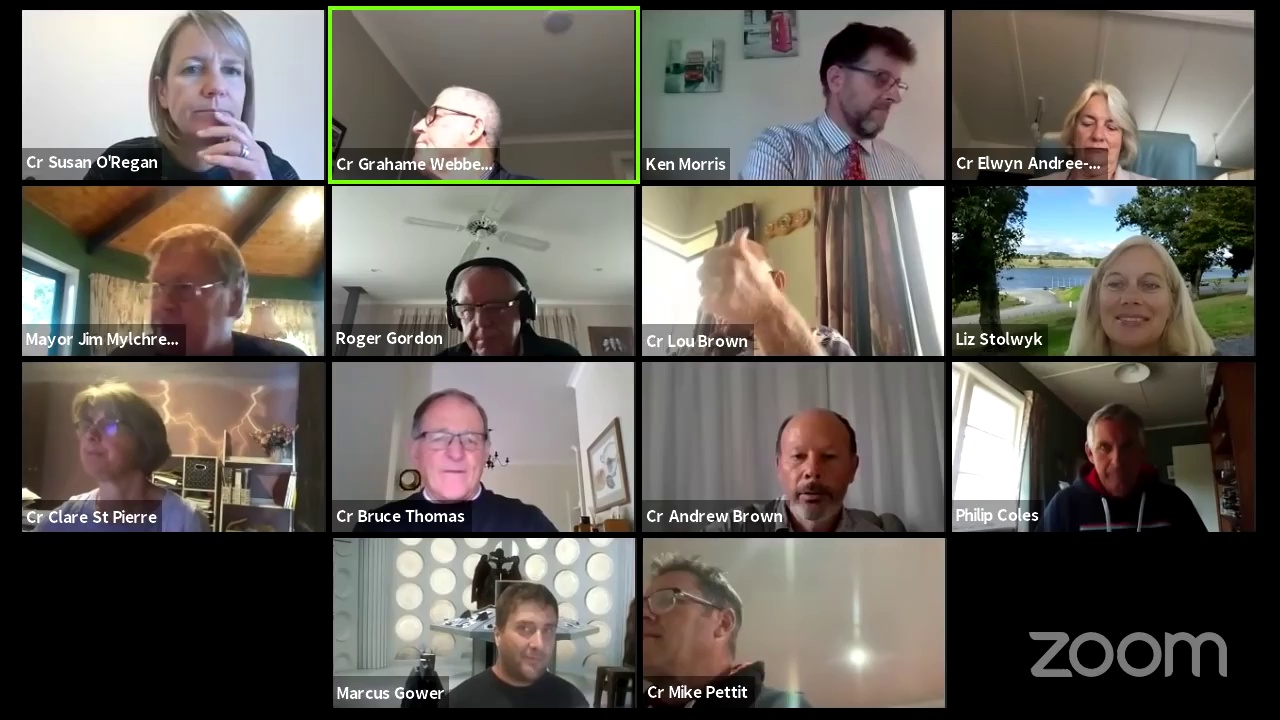 Cr Susan O'Regan
Cr Grahame Webbe...
Ken Morris
Cr Elwyn Andree-...
Mayor Jim Mylchre...
Roger Gordon
Cr Lou Brown
Liz Stolwyk
Cr Clare St Pierre
Cr Bruce Thomas
Cr Andrew Brown
Philip Coles
Marcus Gower
Cr Mike Pettit
zoom